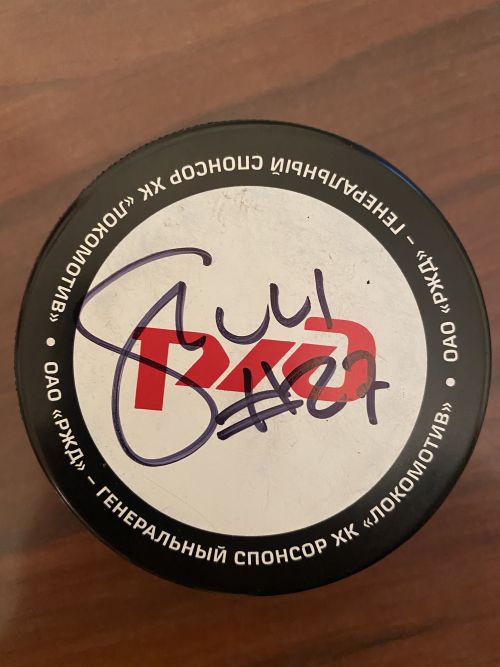 ОАО «РЖД» – ГЕНЕРАЛЬНЫЙ СПОНСОР ХК «ЛОКОМОТИВ» •
ОАО «РЖД» – ГЕНЕРАЛЬНЫЙ СПОНСОР ХК «ЛОКОМОТИВ» •
РЖД
#27